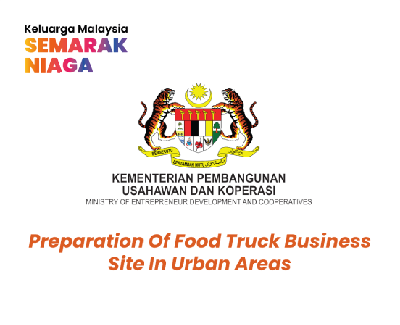 Keluarga Malaysia
SEMARAK
NIAGA
KEMENTERIAN PEMBANGUNAN
USAHAWAN DAN KOPERASI
MINISTRY OF ENTREPRENEUR DEVELOPMENT AND COOPERATIVES
Preparation Of Food Truck Business
Site In Urban Areas